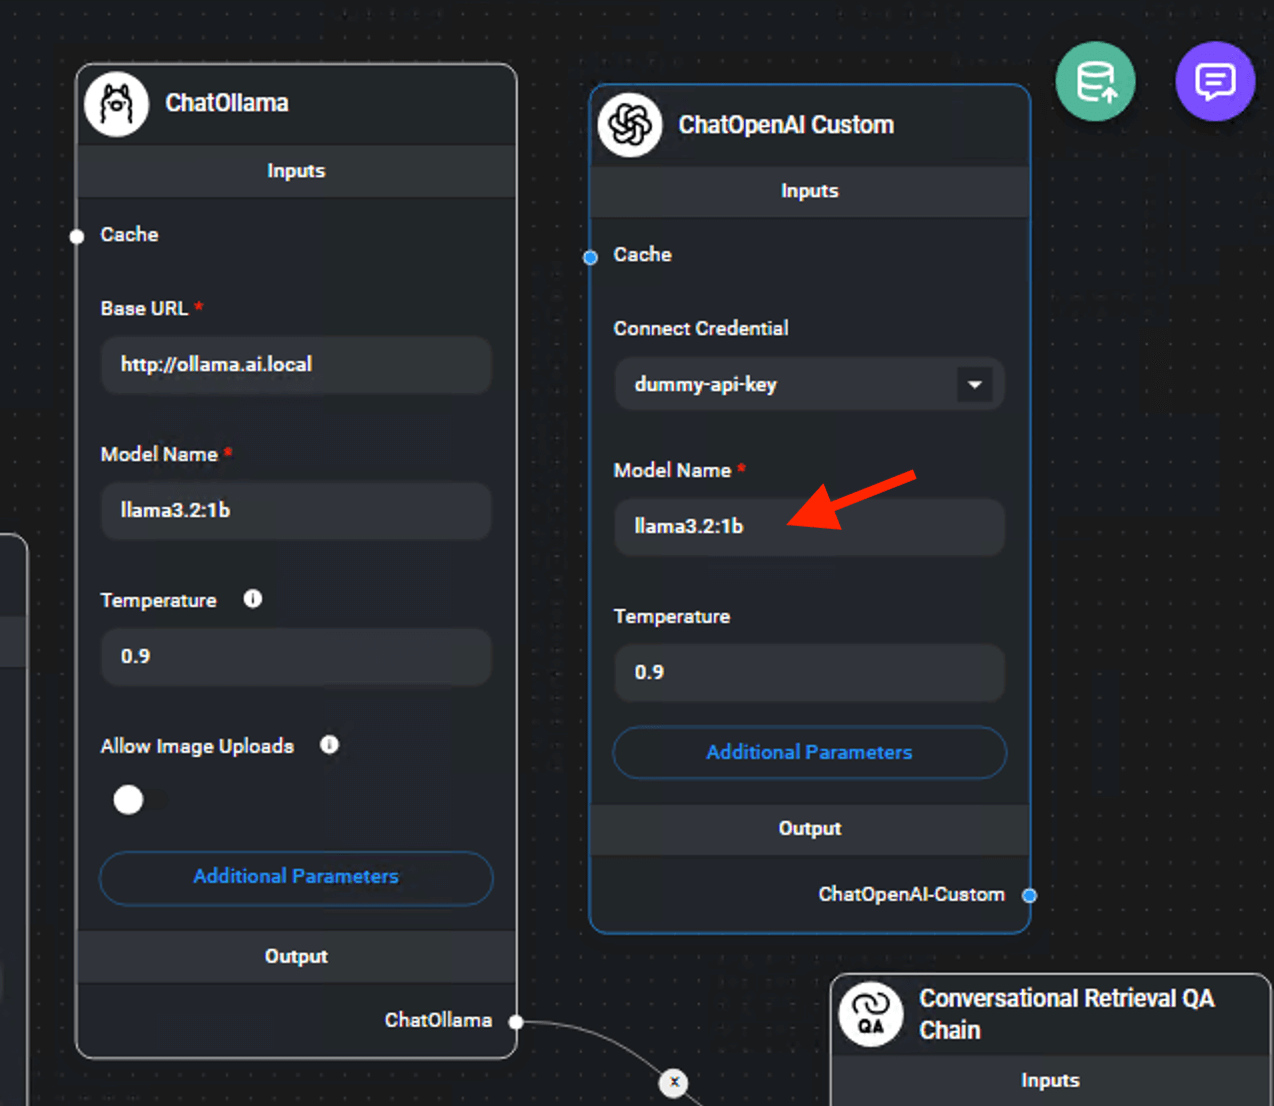 ChatOllama
Inputs
Cache
Base URL *
http://ollama.ai.local
Model Name *
llama3.2:1b
Temperature i
0.9
Allow Image Uploads i
Additional Parameters
Output
ChatOllama
x
ChatOpenAI Custom
Inputs
Cache
Connect Credential
dummy-api-key
Model Name *
llama3.2:1b
Temperature
0.9
Additional Parameters
Output
ChatOpenAI-Custom
QA
Conversational Retrieval QA
Chain
Inputs